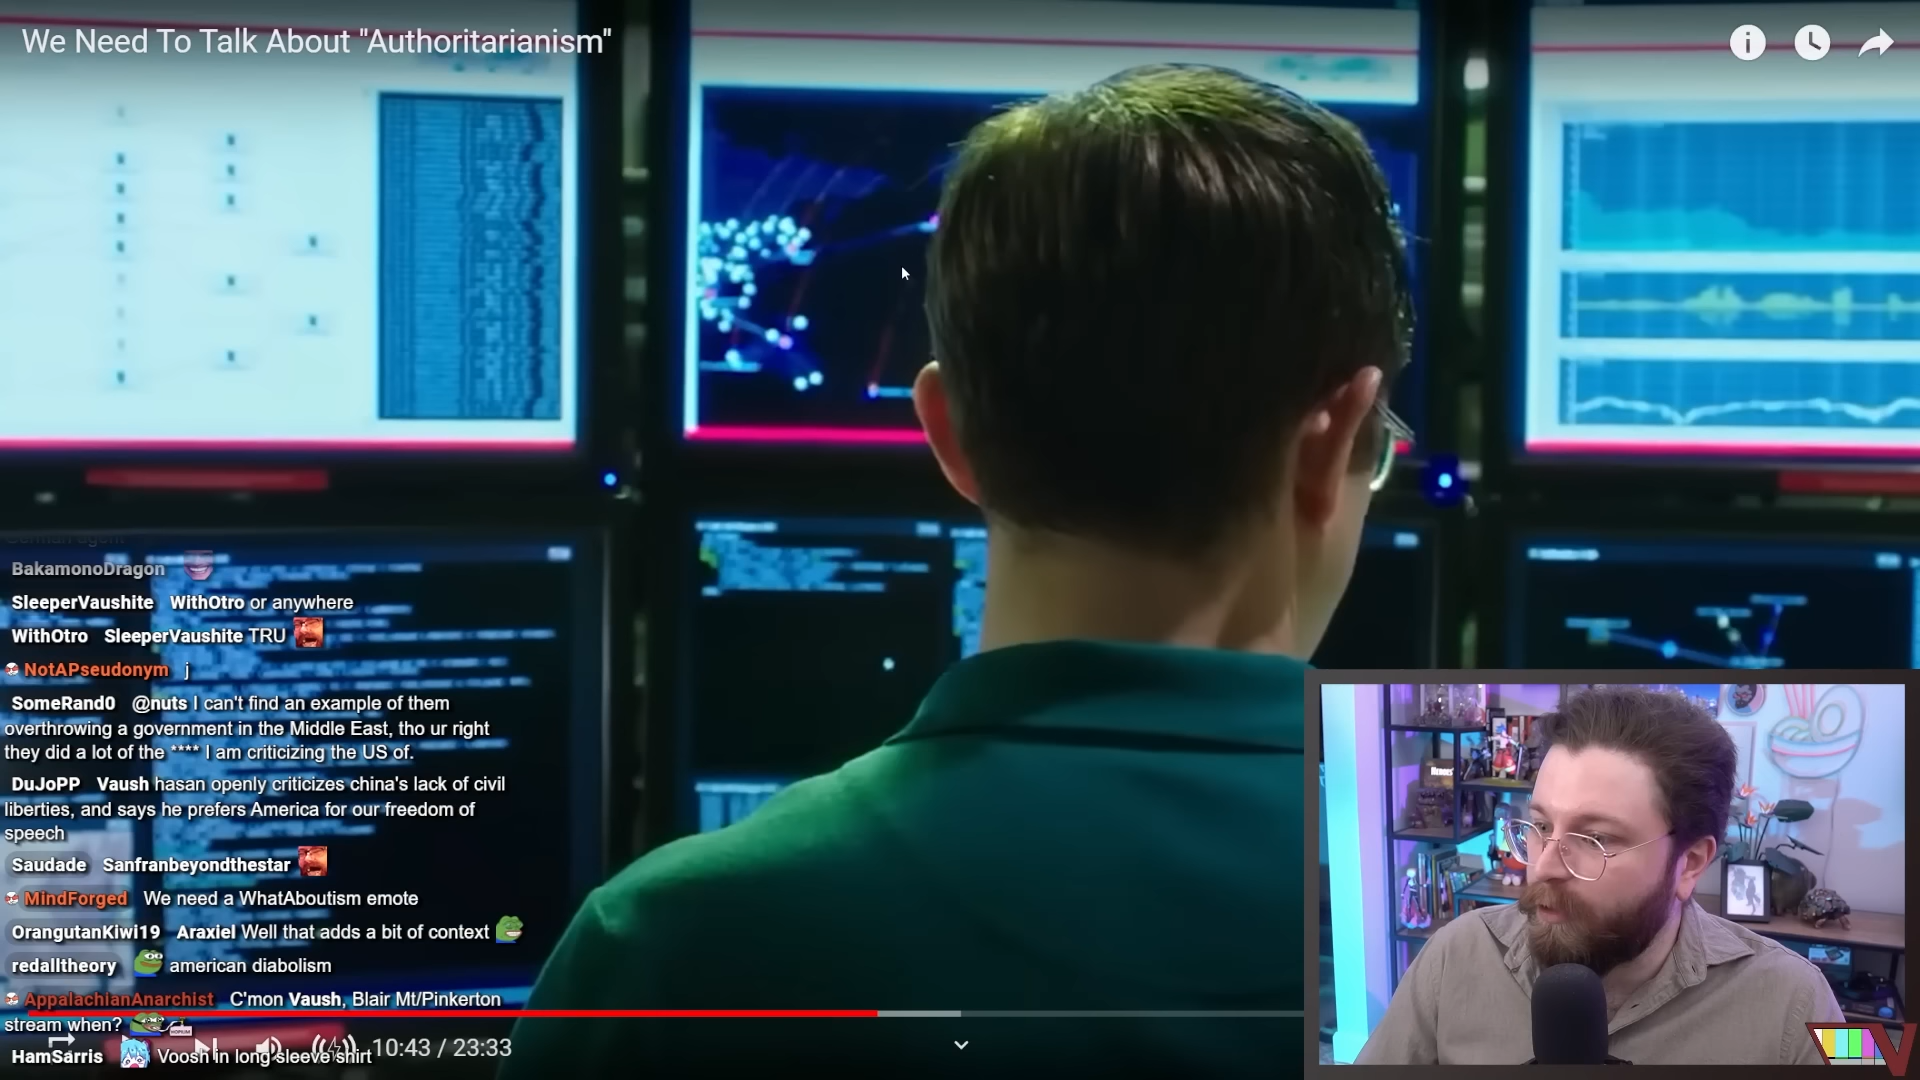 We Need To Talk About "Authoritarianism"
BakamonoDragon
SleeperVaushite WithOtro or anywhere
WithOtro SleeperVaushite TRU
NotAPseudonym j
SomeRand0 @nuts I can't find an example of them
overthrowing a government in the Middle East, tho ur right
they did a lot of the **** I am criticizing the US of.
DuJoPP Vaush hasan openly criticizes china's lack of civil
liberties, and says he prefers America for our freedom of
speech
Saudade Sanfranbeyondthestar
MindForged We need a WhatAboutism emote
OrangutanKiwi19 Araxiel Well that adds a bit of context
redalltheory american diabolism
AppalachianAnarchist C'mon Vaush, Blair Mt/Pinkerton
stream when?
HamSarris Voosh in long sleeve shirt
10:43 / 23:33